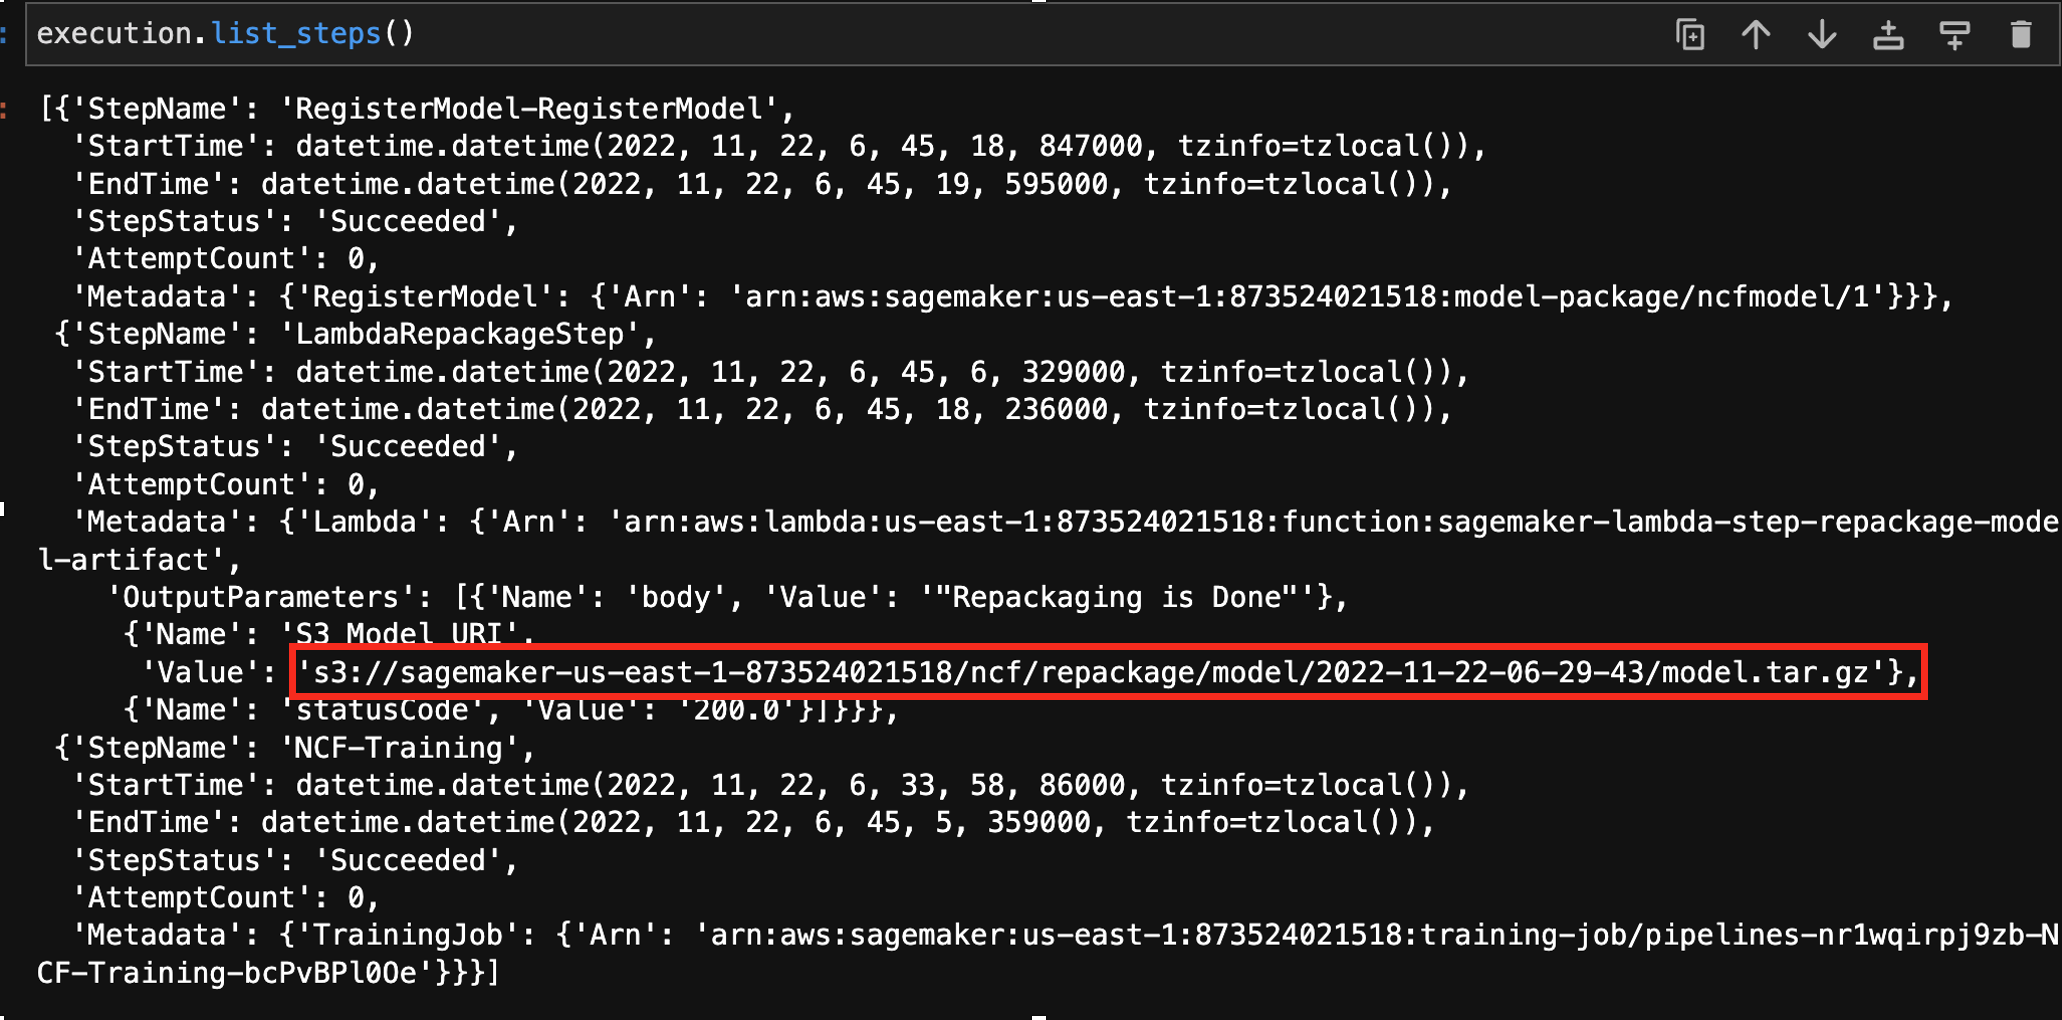 execution.list_steps()
[{'StepName': 'RegisterModel-RegisterModel',
'StartTime': datetime.datetime(2022, 11, 22, 6, 45, 18, 847000, tzinfo=tzlocal()),
'EndTime': datetime.datetime(2022, 11, 22, 6, 45, 19, 595000, tzinfo=tzlocal()),
'StepStatus': 'Succeeded',
'AttemptCount': 0,
'Metadata': {'RegisterModel': {'Arn': 'arn:aws:sagemaker:us-east-1:873524021518:model-package/ncfmodel/1'}}},
{'StepName': 'LambdaRepackageStep',
'StartTime': datetime.datetime(2022, 11, 22, 6, 45, 6, 329000, tzinfo=tzlocal()),
'EndTime': datetime.datetime(2022, 11, 22, 6, 45, 18, 236000, tzinfo=tzlocal()),
'StepStatus': 'Succeeded',
'AttemptCount': 0,
'Metadata': {'Lambda': {'Arn': 'arn:aws:lambda:us-east-1:873524021518:function:sagemaker-lambda-step-repackage-mode
l-artifact',
'OutputParameters': [{'Name': 'body', 'Value': '"Repackaging is Done"'},
{'Name': 'S3 Model URI',
'Value': 's3://sagemaker-us-east-1-873524021518/ncf/repackage/model/2022-11-22-06-29-43/model.tar.gz'},
{'Name': 'statusCode', 'Value': '200.0'}]}}},
{'StepName': 'NCF-Training',
'StartTime': datetime.datetime(2022, 11, 22, 6, 33, 58, 86000, tzinfo=tzlocal()),
'EndTime': datetime.datetime(2022, 11, 22, 6, 45, 5, 359000, tzinfo=tzlocal()),
'StepStatus': 'Succeeded',
'AttemptCount': 0,
'Metadata': {'TrainingJob': {'Arn': 'arn:aws:sagemaker:us-east-1:873524021518:training-job/pipelines-nr1wqirpj9zb-N
CF-Training-bcPvBPl0Oe'}}}]